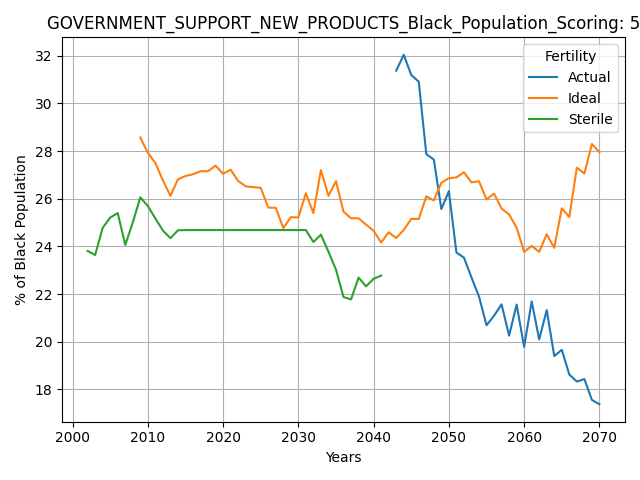 GOVERNMENT_SUPPORT_NEW_PRODUCTS_Black_Population_Scoring: 5
Fertility
Actual
Ideal
Sterile
% of Black Population
32
30
28
26
24
22
20
18
2000 2010 2020 2030 2040 2050 2060 2070
Years